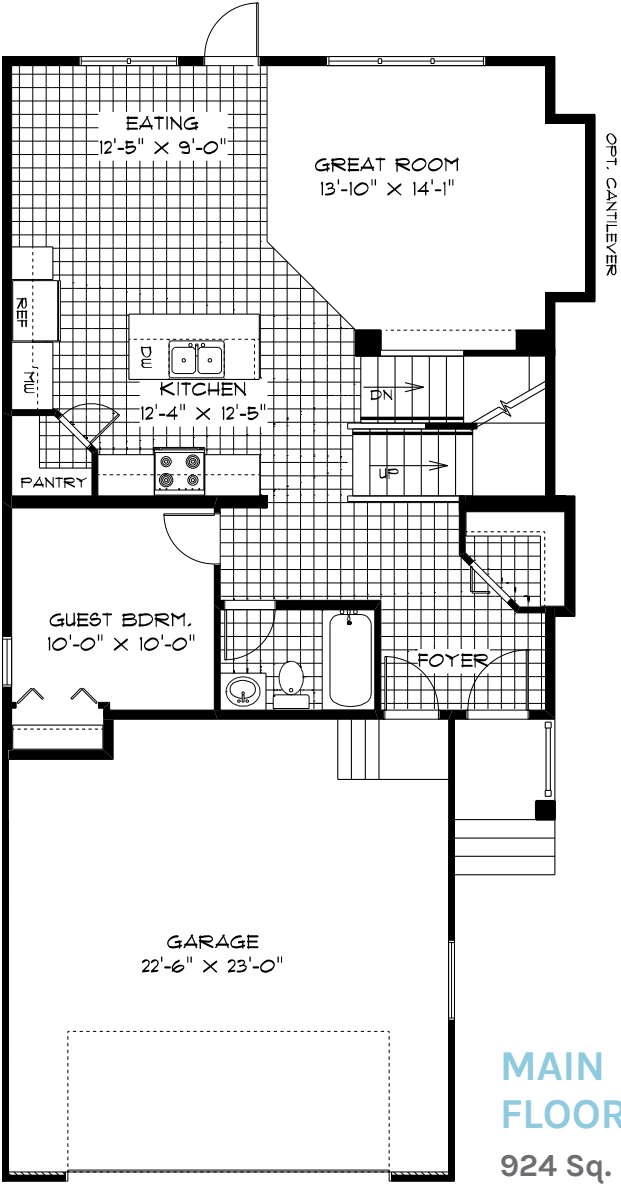 EATING
12'-5" X 9'-0"
GREAT ROOM
13'-10" X 14'-1"
OPT. CANTILEVER
REF
DW
MW
KITCHEN
12'-4" X 12'-5"
DN
UP
PANTRY
GUEST BDRM.
10'-0" X 10'-0"
FOYER
GARAGE
22'-6" X 23'-0"
MAIN
FLOOR
924 Sq.